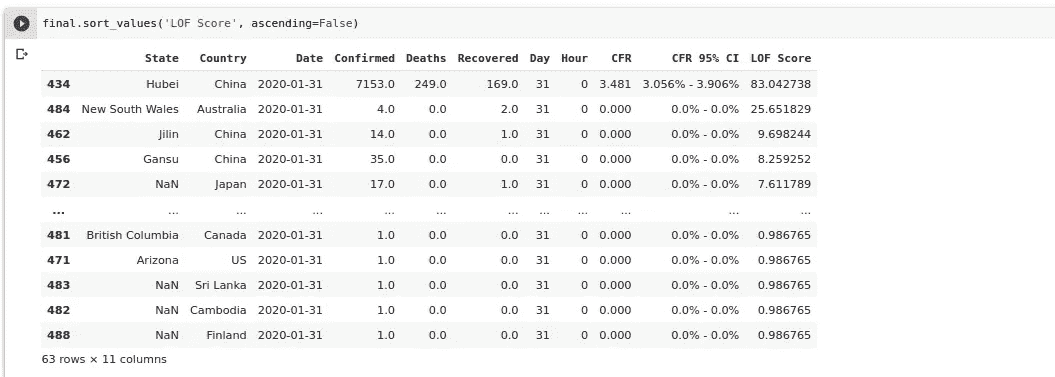 final.sort_values('LOF Score', ascending=False)
State Country Date Confirmed Deaths Recovered Day Hour CFR CFR 95% CI LOF Score
434 Hubei China 2020-01-31 7153.0 249.0 169.0 31 0 3.481 3.056% - 3.906% 83.042738
484 New South Wales Australia 2020-01-31 4.0 0.0 2.0 31 0 0.000 0.0% - 0.0% 25.651829
462 Jilin China 2020-01-31 14.0 0.0 1.0 31 0 0.000 0.0% - 0.0% 9.698244
456 Gansu China 2020-01-31 35.0 0.0 0.0 31 0 0.000 0.0% - 0.0% 8.259252
472 NaN Japan 2020-01-31 17.0 0.0 1.0 31 0 0.000 0.0% - 0.0% 7.611789
... ... ... ... ... ... ... ... ... ... ... ...
481 British Columbia Canada 2020-01-31 1.0 0.0 0.0 31 0 0.000 0.0% - 0.0% 0.986765
471 Arizona US 2020-01-31 1.0 0.0 0.0 31 0 0.000 0.0% - 0.0% 0.986765
483 NaN Sri Lanka 2020-01-31 1.0 0.0 0.0 31 0 0.000 0.0% - 0.0% 0.986765
482 NaN Cambodia 2020-01-31 1.0 0.0 0.0 31 0 0.000 0.0% - 0.0% 0.986765
488 NaN Finland 2020-01-31 1.0 0.0 0.0 31 0 0.000 0.0% - 0.0% 0.986765
63 rows × 11 columns